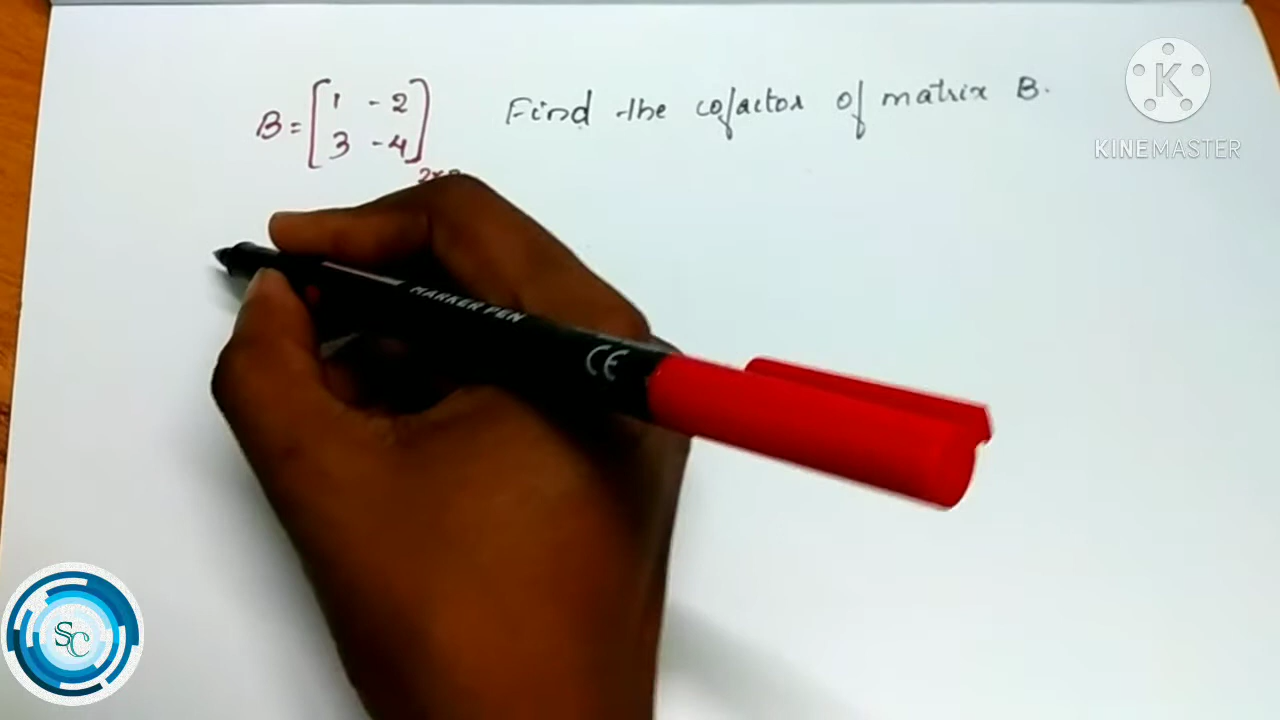 B = [ 1 -2
3 -4 ]
Find the cofactor of matrix B.
KINEMASTER
K
MARKER PEN
CE
SC